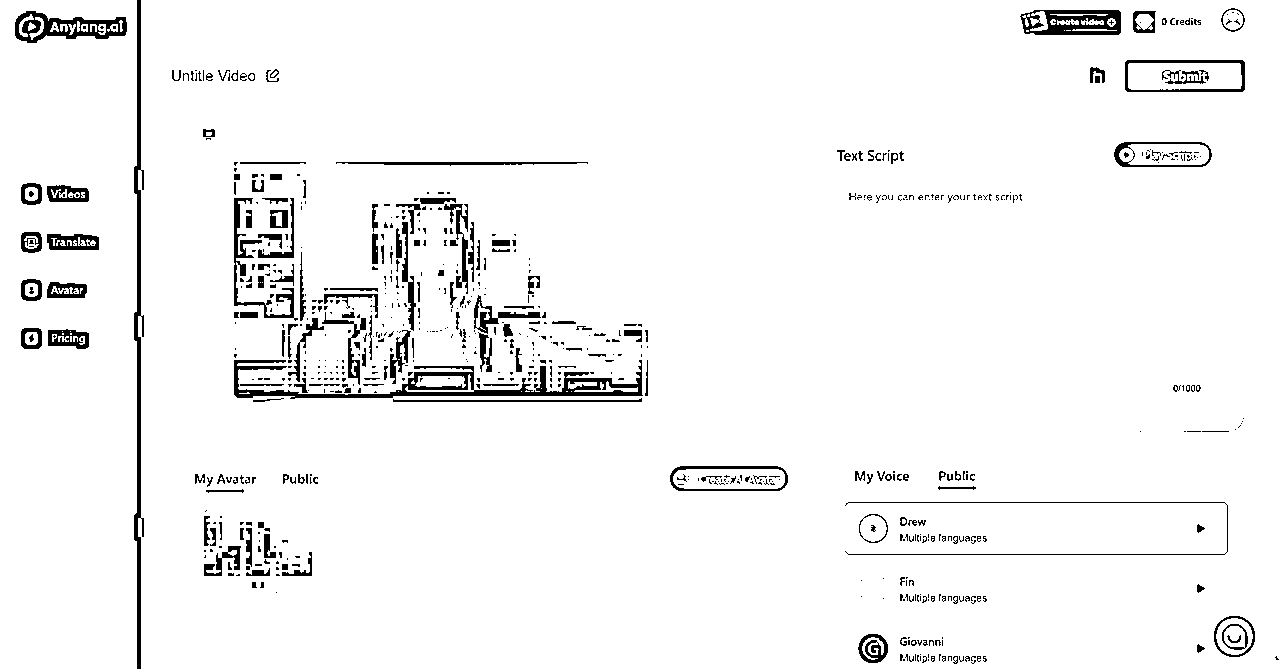 Anylang.ai
Create video
0 Credits
Untitle Video
Submit
Text Script
Play script
Here you can enter your text script
Videos
Translate
Avatar
Pricing
0/1000
My Avatar
Public
Create AI Avatar
My Voice
Public
Drew
Multiple languages
Fin
Multiple languages
Giovanni
Multiple languages